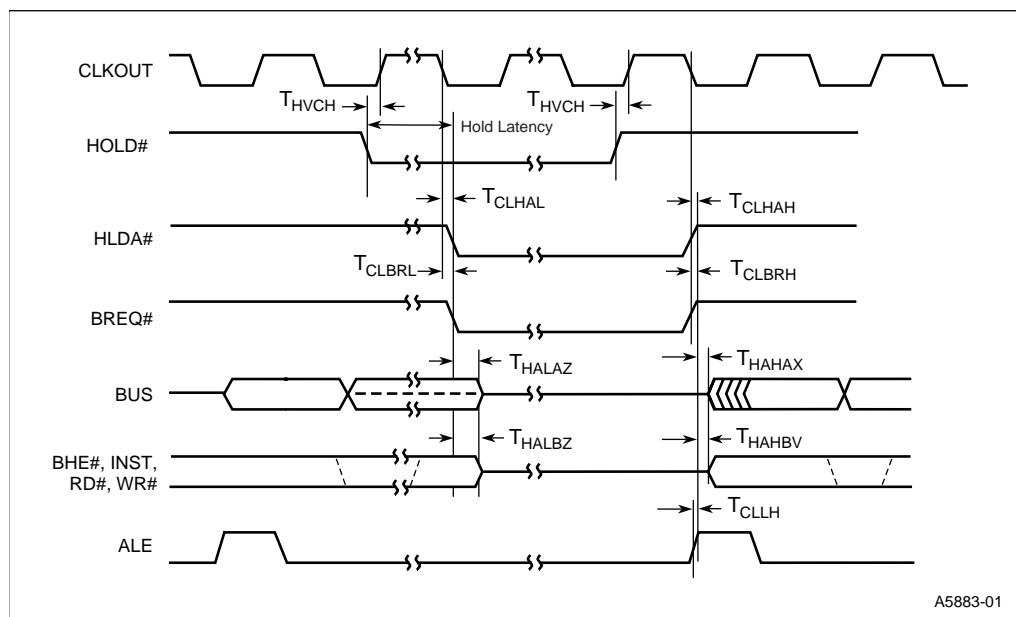 CLKOUT
THVCH
THVCH
Hold Latency
HOLD#
TCLHAL
TCLHAH
HLDA#
TCLBRL
TCLBRH
BREQ#
THALAZ
THAHAX
BUS
THALBZ
THAHBV
BHE#, INST,
RD#, WR#
TCLLH
ALE
A5883-01